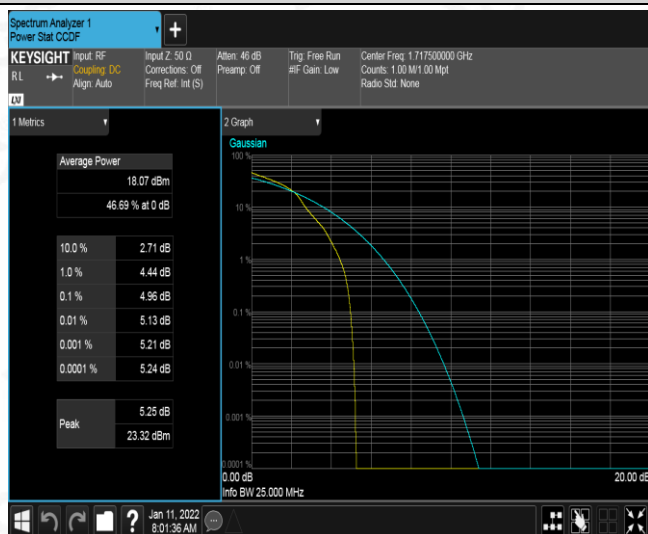 Spectrum Analyzer 1
Power Stat CCDF
+
KEYSIGHT Input: RF
R L
Coupling: DC
Align: Auto
Input Z: 50 Ω
Corrections: Off
Freq Ref: Int (S)
Atten: 46 dB
Preamp: Off
Trig: Free Run
#IF Gain: Low
Center Freq: 1.717500000 GHz
Counts: 1.00 M/1.00 Mpt
Radio Std: None
LXI
1 Metrics
Average Power
18.07 dBm
46.69 % at 0 dB
10.0 % 2.71 dB
1.0 % 4.44 dB
0.1 % 4.96 dB
0.01 % 5.13 dB
0.001 % 5.21 dB
0.0001 % 5.24 dB
Peak
5.25 dB
23.32 dBm
2 Graph
Gaussian
100 %
10 %
1 %
0.1 %
0.01 %
0.001 %
0.0001 %
0.00 dB 20.00 dB
Info BW 25.000 MHz
?
Jan 11, 2022
8:01:36 AM